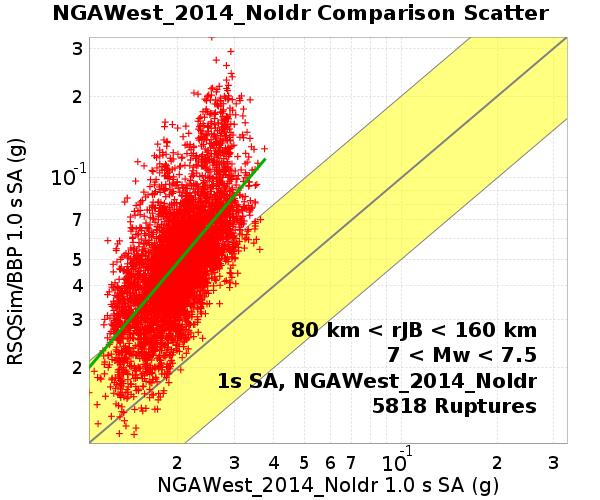 NGAWest_2014_NoIdr Comparison Scatter
3
2
10-1
7
5
4
3
2
RSQSim/BBP 1.0 s SA (g)
80 km < rJB < 160 km
7 < Mw < 7.5
1s SA, NGAWest_2014_NoIdr
5818 Ruptures
2 3 4 5 6 7 10-1 2 3
NGAWest_2014_NoIdr 1.0 s SA (g)